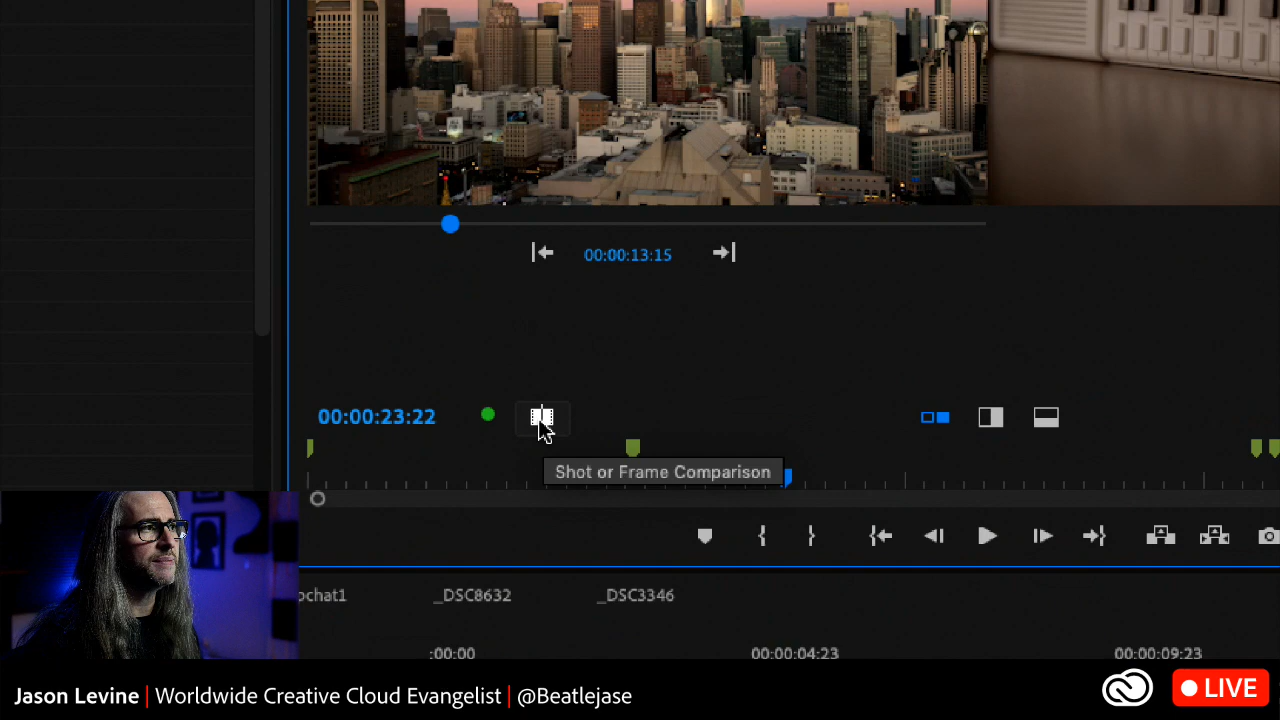 00:00:13:15
00:00:23:22
Shot or Frame Comparison
ochat1 _DSC8632 _DSC3346
:00:00 00:00:04:23 00:00:09:23
Jason Levine | Worldwide Creative Cloud Evangelist | @Beatlejase
LIVE